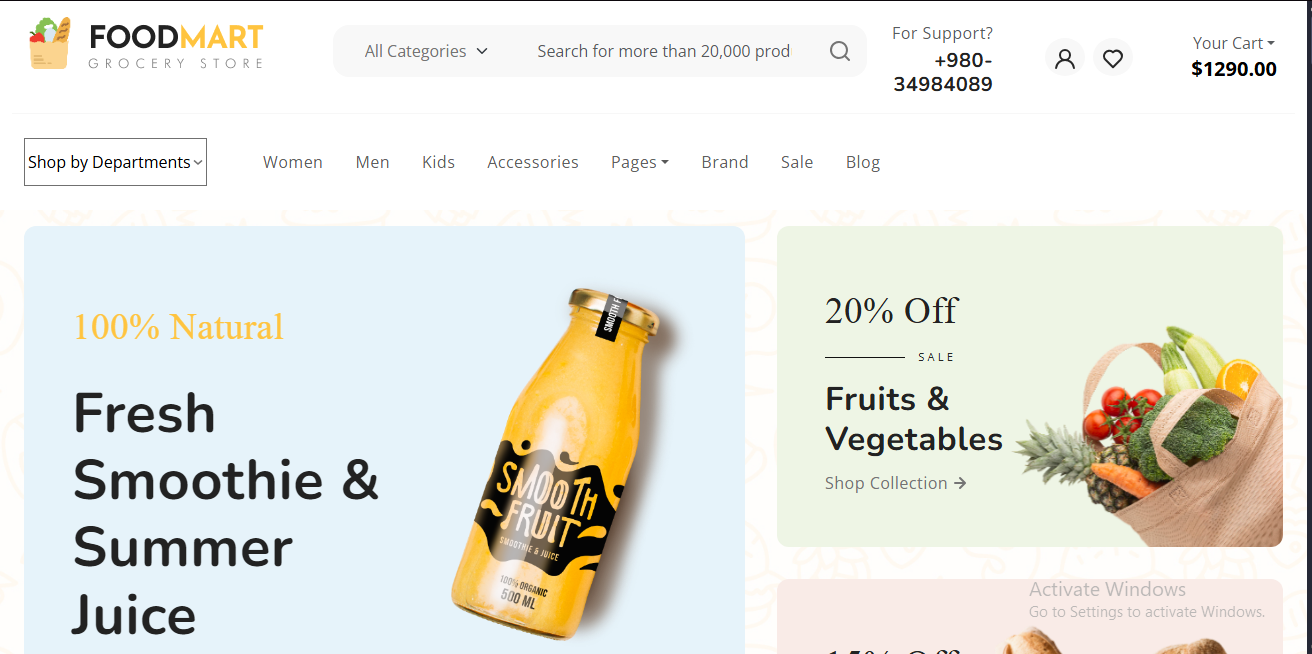 FOODMART
GROCERY STORE
All Categories
Search for more than 20,000 prod
For Support?
+980-
34984089
Your Cart
$1290.00
Shop by Departments
Women
Men
Kids
Accessories
Pages
Brand
Sale
Blog
100% Natural
Fresh
Smoothie &
Summer
Juice
SMOOTH F
SMOOTH
FRUIT
SMOOTHIE & JUICE
100% ORGANIC
500 ML
20% Off
SALE
Fruits &
Vegetables
Shop Collection
Activate Windows
Go to Settings to activate Windows.
15% Off